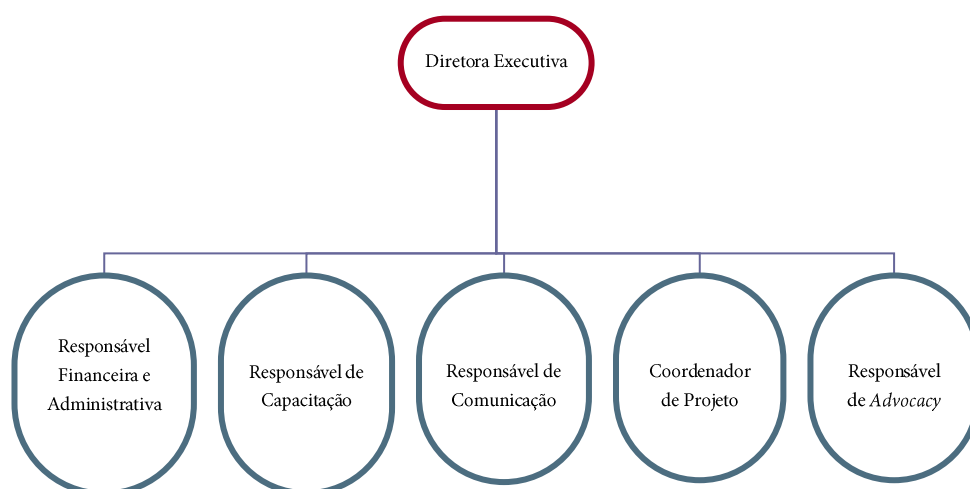 Diretora Executiva
Responsável
Financeira e
Administrativa
Responsável de
Capacitação
Responsável de
Comunicação
Coordenador
de Projeto
Responsável
de Advocacy